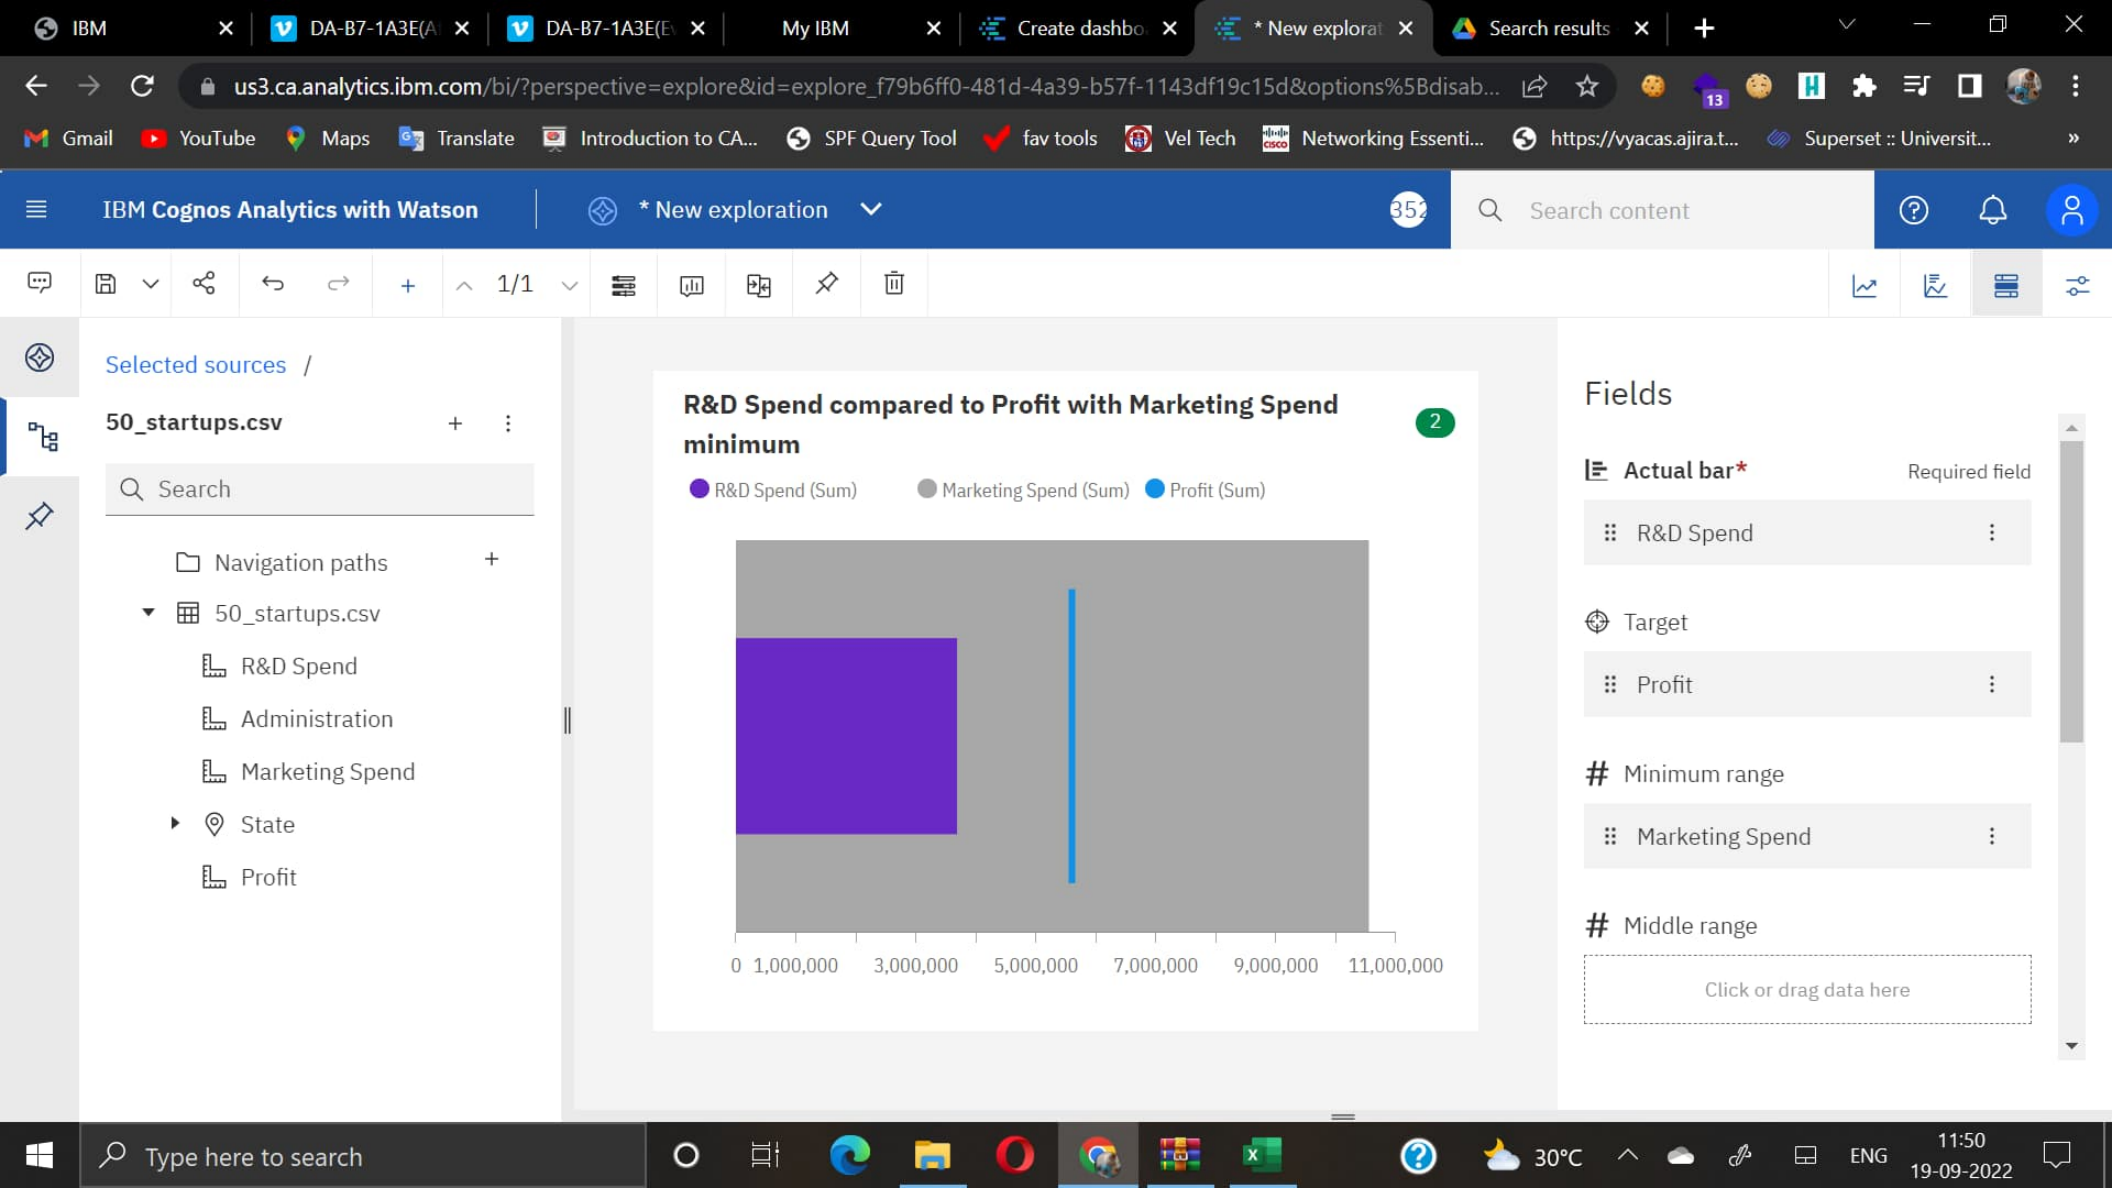 IBM
DA-B7-1A3E(A
DA-B7-1A3E(Ev
My IBM
Create dashbo
* New explorat
Search results
us3.ca.analytics.ibm.com/bi/?perspective=explore&id=explore_f79b6ff0-481d-4a39-b57f-1143df19c15d&options%5Bdisab...
13
Gmail
YouTube
Maps
Translate
Introduction to CA...
SPF Query Tool
fav tools
Vel Tech
Networking Essenti...
https://vyacas.ajira.t...
Superset :: Universit...
»
IBM Cognos Analytics with Watson
* New exploration
352
Search content
1/1
Selected sources /
50_startups.csv
Search
Navigation paths
50_startups.csv
R&D Spend
Administration
Marketing Spend
State
Profit
R&D Spend compared to Profit with Marketing Spend
minimum
2
R&D Spend (Sum) Marketing Spend (Sum) Profit (Sum)
0 1,000,000 3,000,000 5,000,000 7,000,000 9,000,000 11,000,000
Fields
Actual bar* Required field
R&D Spend
Target
Profit
# Minimum range
Marketing Spend
# Middle range
Click or drag data here
Type here to search
30°C
ENG
11:50
19-09-2022